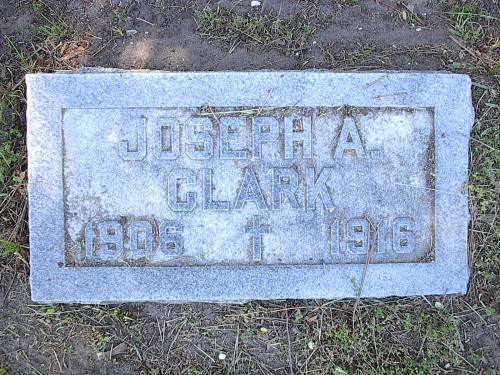 JOSEPH A.
CLARK
1906 † 1916